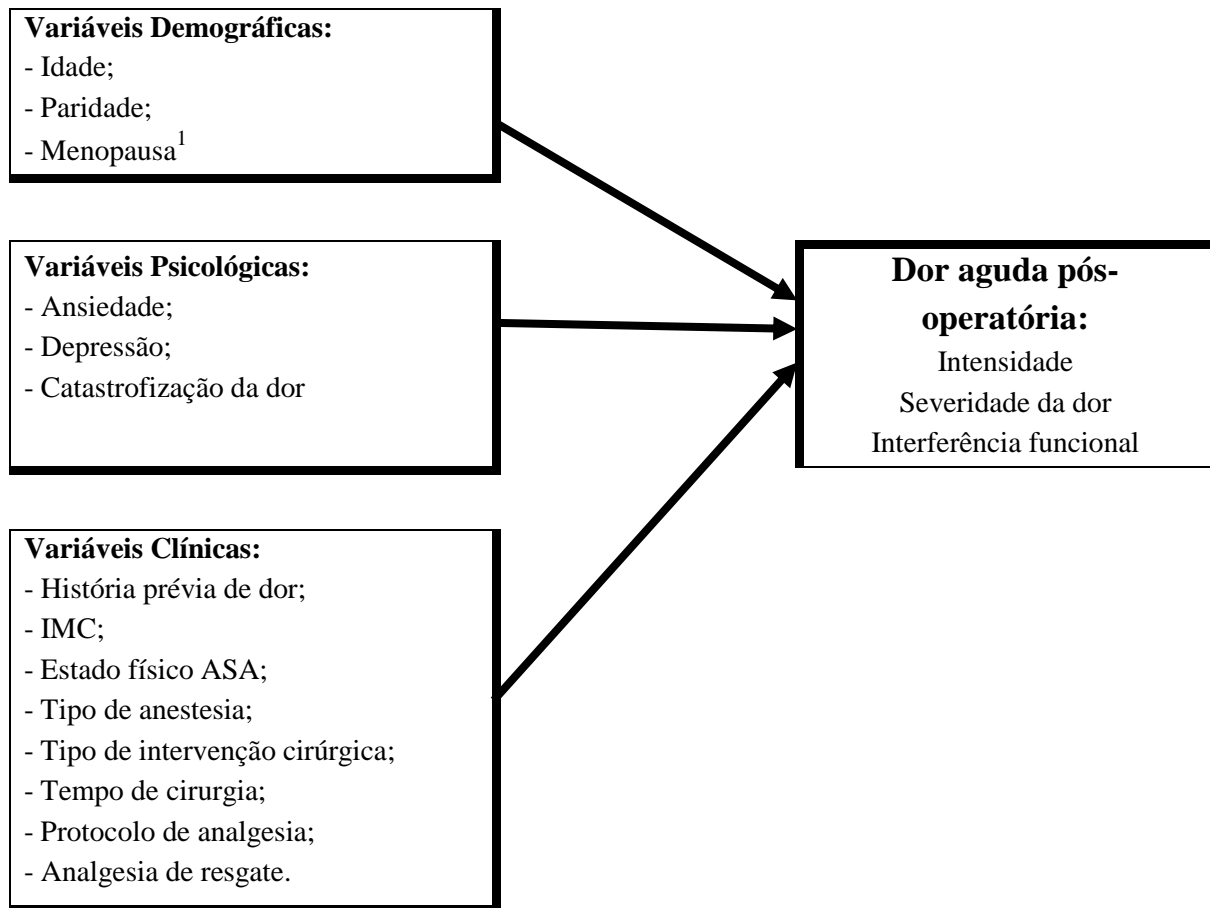 Variáveis Demográficas:
- Idade;
- Paridade;
- Menopausa1
Variáveis Psicológicas:
- Ansiedade;
- Depressão;
- Catastrofização da dor
Variáveis Clínicas:
- História prévia de dor;
- IMC;
- Estado físico ASA;
- Tipo de anestesia;
- Tipo de intervenção cirúrgica;
- Tempo de cirurgia;
- Protocolo de analgesia;
- Analgesia de resgate.
Dor aguda pós-
operatória:
Intensidade
Severidade da dor
Interferência funcional